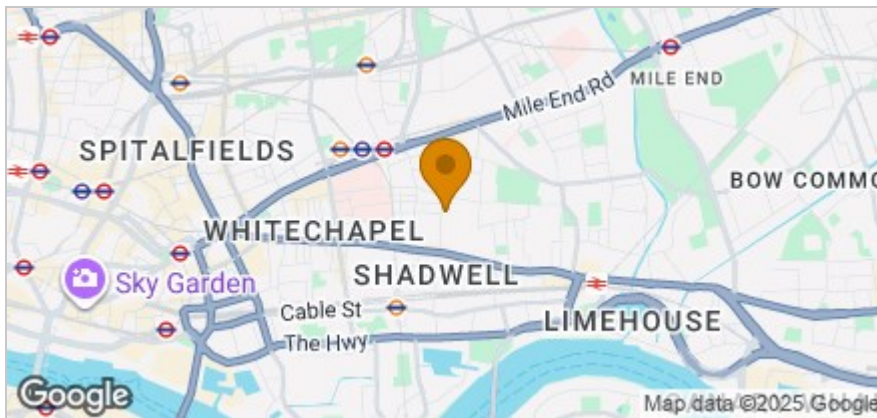 Mile End Rd
MILE END
SPITALFIELDS
BOW COMMO
WHITECHAPEL
SHADWELL
Sky Garden
Cable St
LIMEHOUSE
The Hwy
Google
Map data ©2025 Google